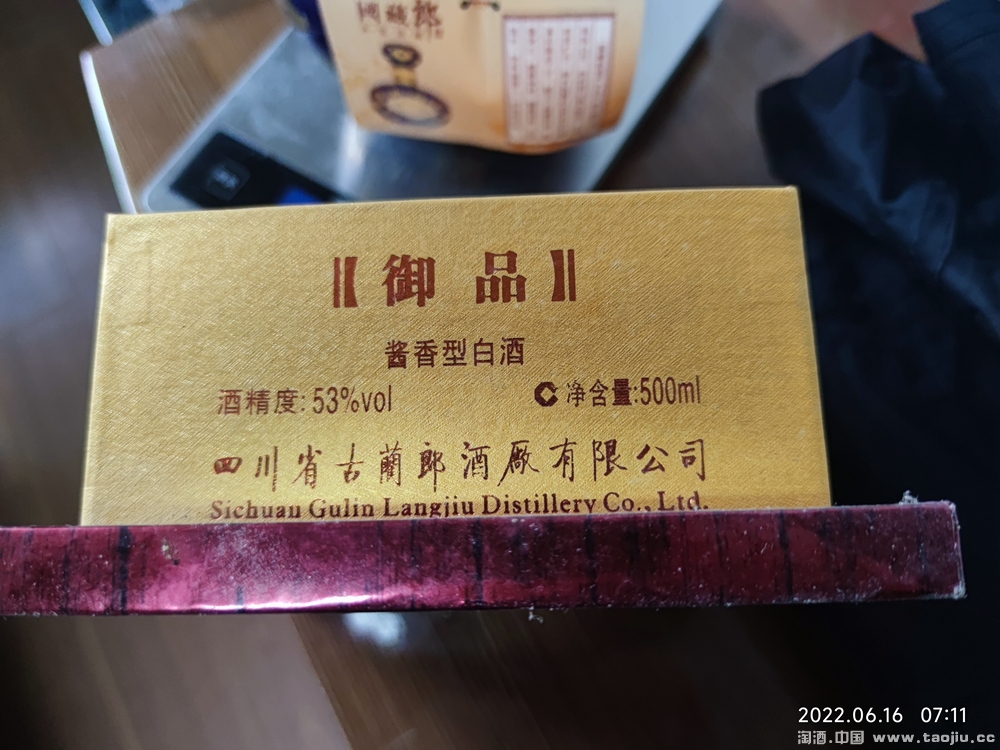 【御 品】
酱香型白酒
酒精度: 53%vol
C 净含量:500ml
四川省古蔺郎酒厰有限公司
Sichuan Gulin Langjiu Distillery Co., Ltd.
2022.06.16 07:11
淘酒.中国 www.taojiu.cc